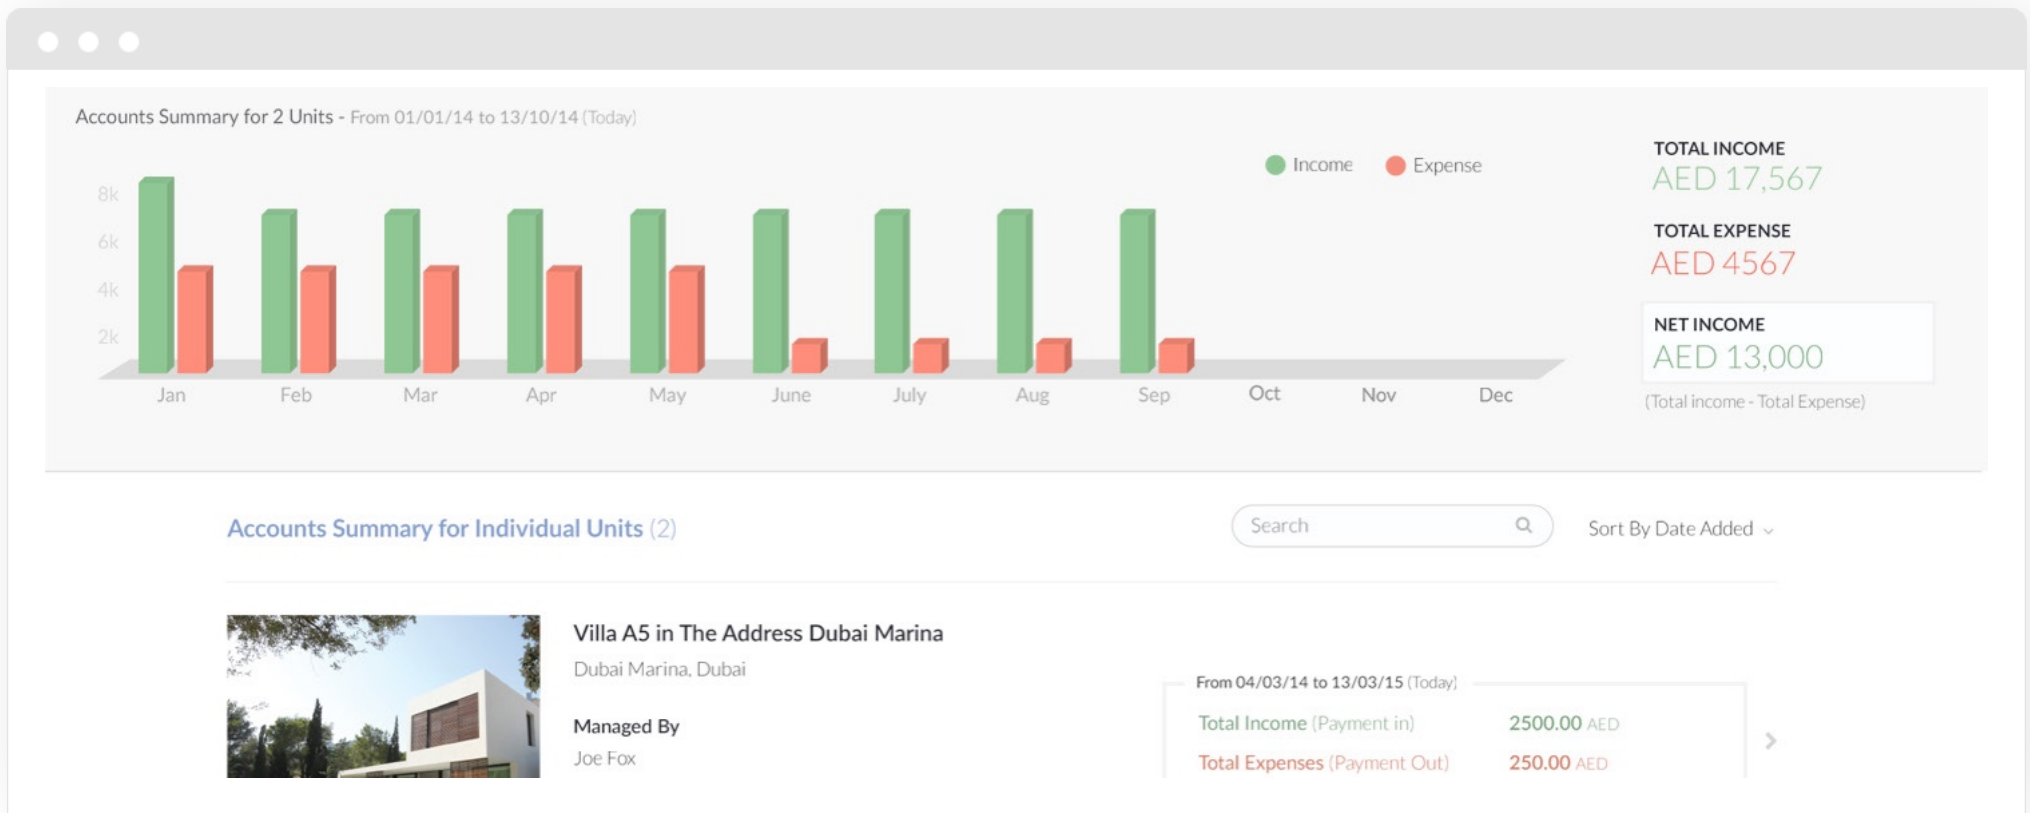 Accounts Summary for 2 Units - From 01/01/14 to 13/10/14 (Today)
Income Expense
8k
6k
4k
2k
Jan Feb Mar Apr May June July Aug Sep Oct Nov Dec
TOTAL INCOME
AED 17,567
TOTAL EXPENSE
AED 4567
NET INCOME
AED 13,000
(Total income - Total Expense)
Accounts Summary for Individual Units (2)
Search
Sort By Date Added
Villa A5 in The Address Dubai Marina
Dubai Marina, Dubai
Managed By
Joe Fox
From 04/03/14 to 13/03/15 (Today)
Total Income (Payment in) 2500.00 AED
Total Expenses (Payment Out) 250.00 AED